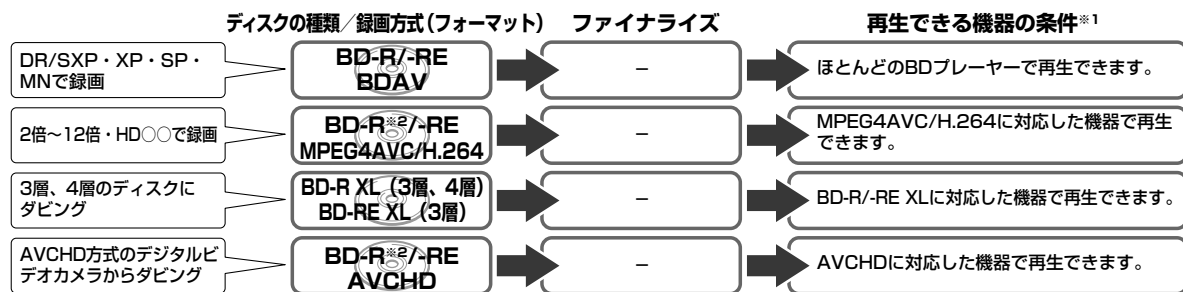 ディスクの種類／録画方式（フォーマット） ファイナライズ 再生できる機器の条件※1
DR/SXP・XP・SP・
MNで録画
BD-R/-RE
BDAV
–
ほとんどのBDプレーヤーで再生できます。
2倍～12倍・HD○○で録画
BD-R※2/-RE
MPEG4AVC/H.264
–
MPEG4AVC/H.264に対応した機器で再生
できます。
3層、4層のディスクに
ダビング
BD-R XL（3層、4層）
BD-RE XL（3層）
–
BD-R/-RE XLに対応した機器で再生できます。
AVCHD方式のデジタルビ
デオカメラからダビング
BD-R※2/-RE
AVCHD
–
AVCHDに対応した機器で再生できます。